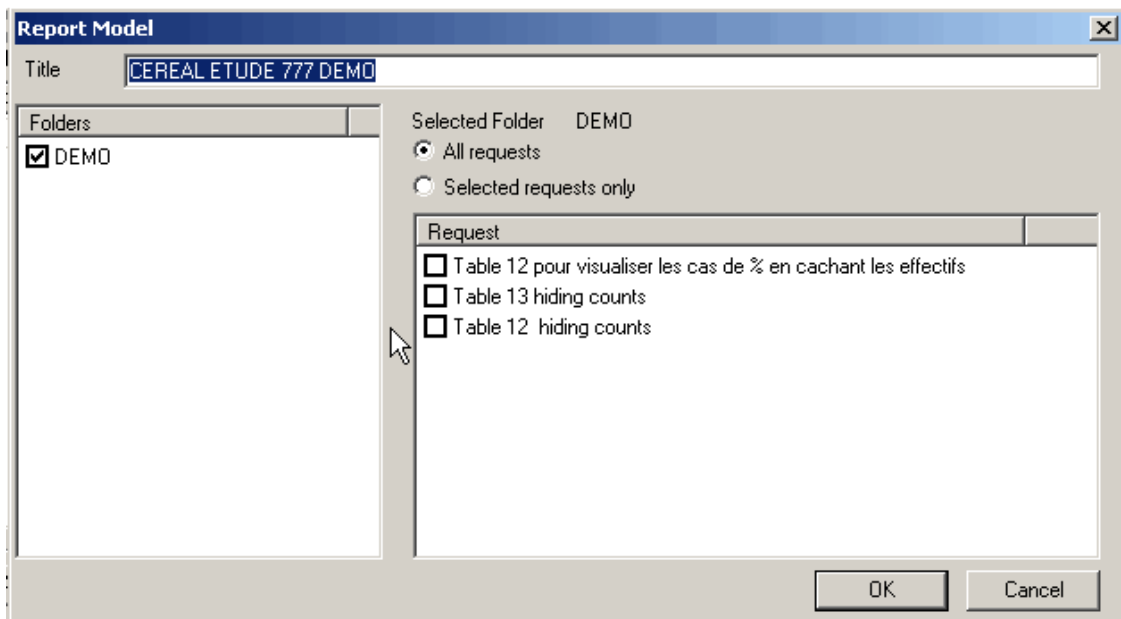 Report Model
Title CEREAL ETUDE 777 DEMO
Folders
DEMO
Selected Folder DEMO
All requests
Selected requests only
Request
Table 12 pour visualiser les cas de % en cachant les effectifs
Table 13 hiding counts
Table 12 hiding counts
OK Cancel